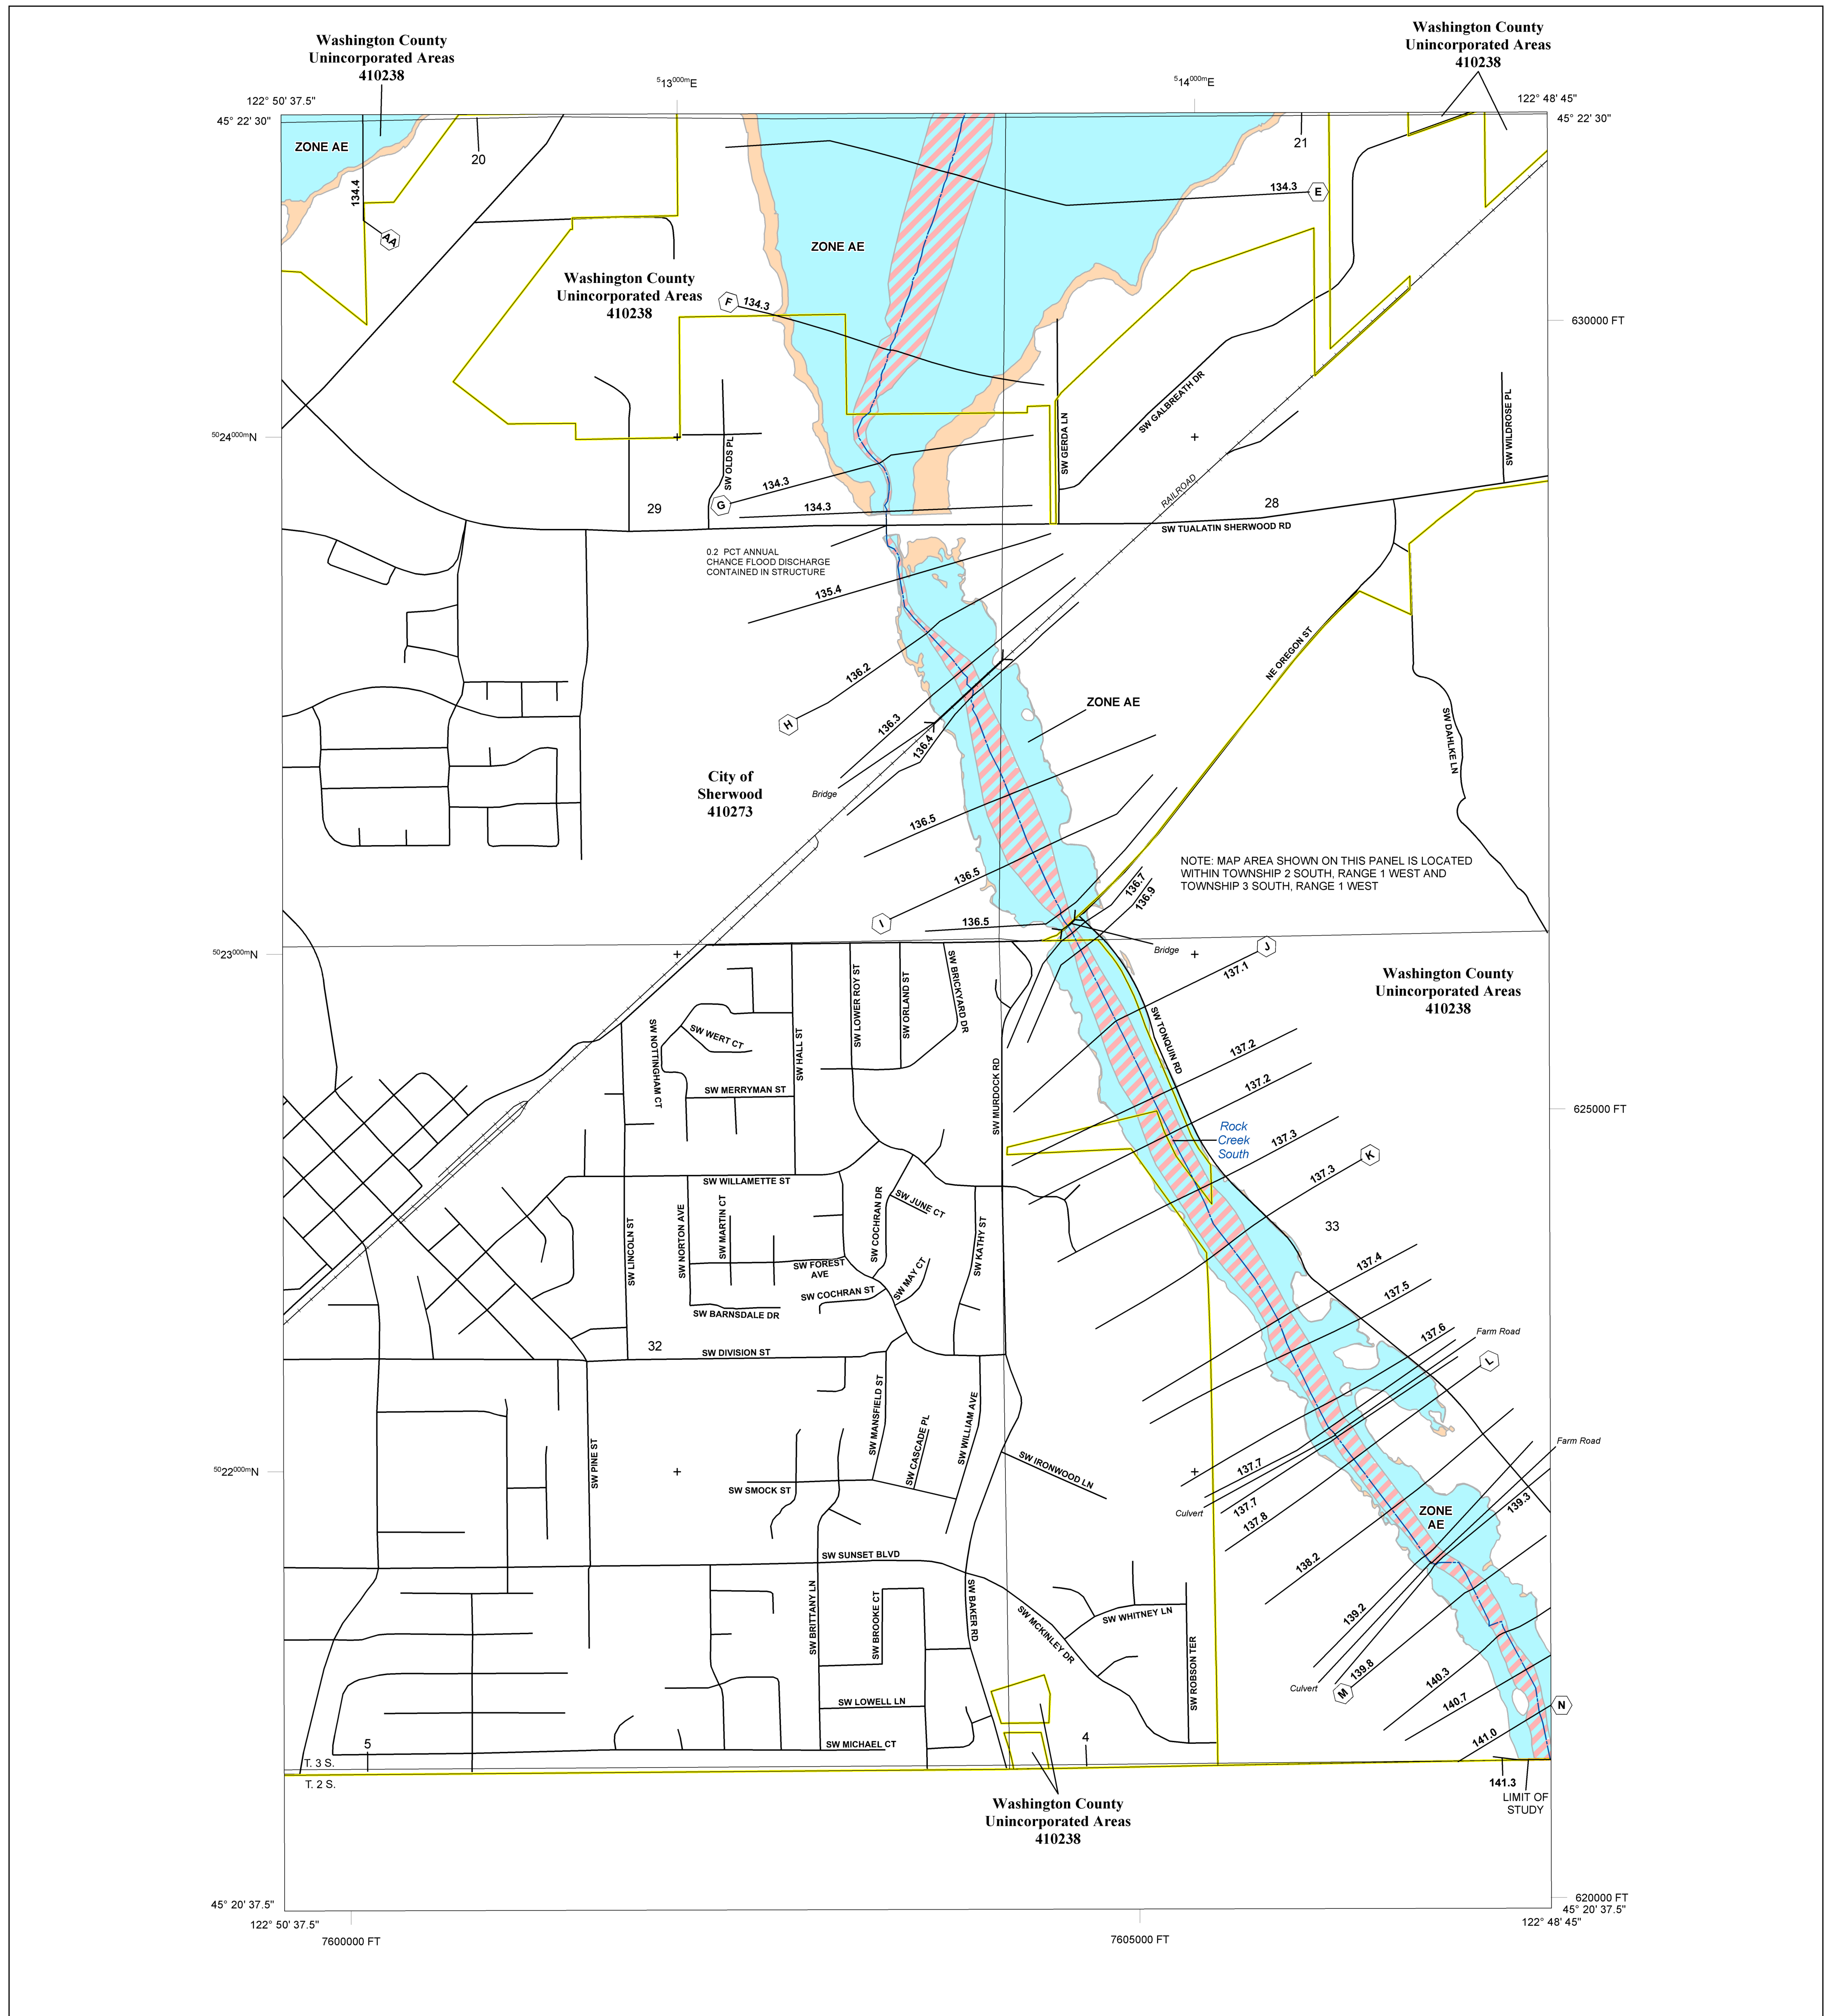 Washington County
Unincorporated Areas
410238
Washington County
Unincorporated Areas
410238
513000mE
514000mE
122° 50' 37.5"
122° 48' 45"
45° 22' 30"
45° 22' 30"
ZONE AE
20
21
134.4
AA
134.3
E
ZONE AE
Washington County
Unincorporated Areas
410238
F
134.3
630000 FT
SW GALBREATH DR
SW WILDROSE PL
5024000mN
SW OLDS PL
SW GERDA LN
RAILROAD
134.3
G
134.3
29
28
SW TUALATIN SHERWOOD RD
0.2 PCT ANNUAL
CHANCE FLOOD DISCHARGE
CONTAINED IN STRUCTURE
135.4
NE OREGON ST
136.2
H
136.3
136.4
ZONE AE
SW DAHLKE LN
City of
Sherwood
410273
Bridge
136.5
NOTE: MAP AREA SHOWN ON THIS PANEL IS LOCATED
WITHIN TOWNSHIP 2 SOUTH, RANGE 1 WEST AND
TOWNSHIP 3 SOUTH, RANGE 1 WEST
136.5
136.7
136.9
I
136.5
5023000mN
Bridge
J
137.1
Washington County
Unincorporated Areas
410238
SW LOWER ROY ST
SW ORLAND ST
SW BRICKYARD DR
SW NOTTINGHAM CT
SW WERT CT
SW HALL ST
SW TONQUIN RD
137.2
SW MERRYMAN ST
SW MURDOCK RD
137.2
625000 FT
Rock
Creek
South
137.3
K
137.3
SW WILLAMETTE ST
SW JUNE CT
SW COCHRAN DR
SW KATHY ST
33
SW LINCOLN ST
SW NORTON AVE
SW MARTIN CT
SW FOREST
AVE
SW MAY CT
SW COCHRAN ST
137.4
137.5
SW BARNSDALE DR
32
SW DIVISION ST
137.6
Farm Road
L
SW MANSFIELD ST
SW CASCADE PL
SW WILLIAM AVE
SW PINE ST
Farm Road
5022000mN
SW IRONWOOD LN
137.7
SW SMOCK ST
Culvert
137.7
137.8
139.3
ZONE
AE
SW SUNSET BLVD
138.2
SW BRITTANY LN
SW BROOKE CT
SW BAKER RD
SW MCKINLEY DR
SW WHITNEY LN
SW ROBSON TER
139.2
139.8
Culvert
M
140.3
140.7
N
SW LOWELL LN
SW MICHAEL CT
141.0
5
4
T. 3 S.
T. 2 S.
141.3
LIMIT OF
STUDY
Washington County
Unincorporated Areas
410238
45° 20' 37.5"
122° 50' 37.5"
620000 FT
45° 20' 37.5"
122° 48' 45"
7600000 FT
7605000 FT